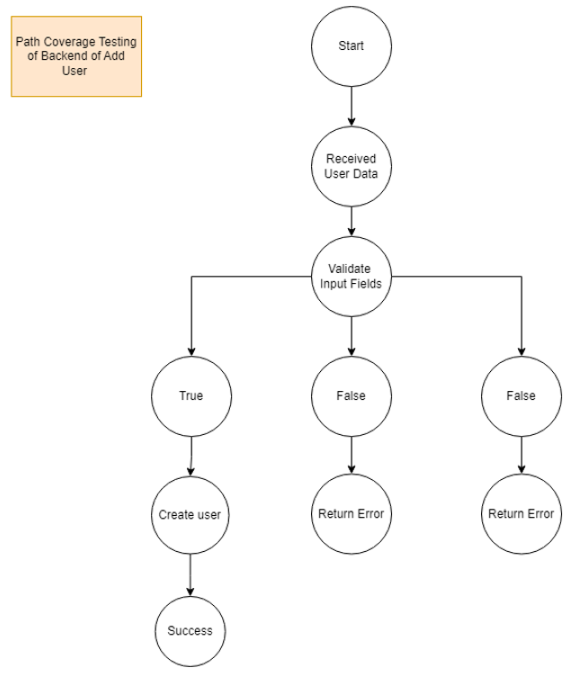 Path Coverage Testing
of Backend of Add
User
Start
Received
User Data
Validate
Input Fields
True
False
False
Create user
Return Error
Return Error
Success